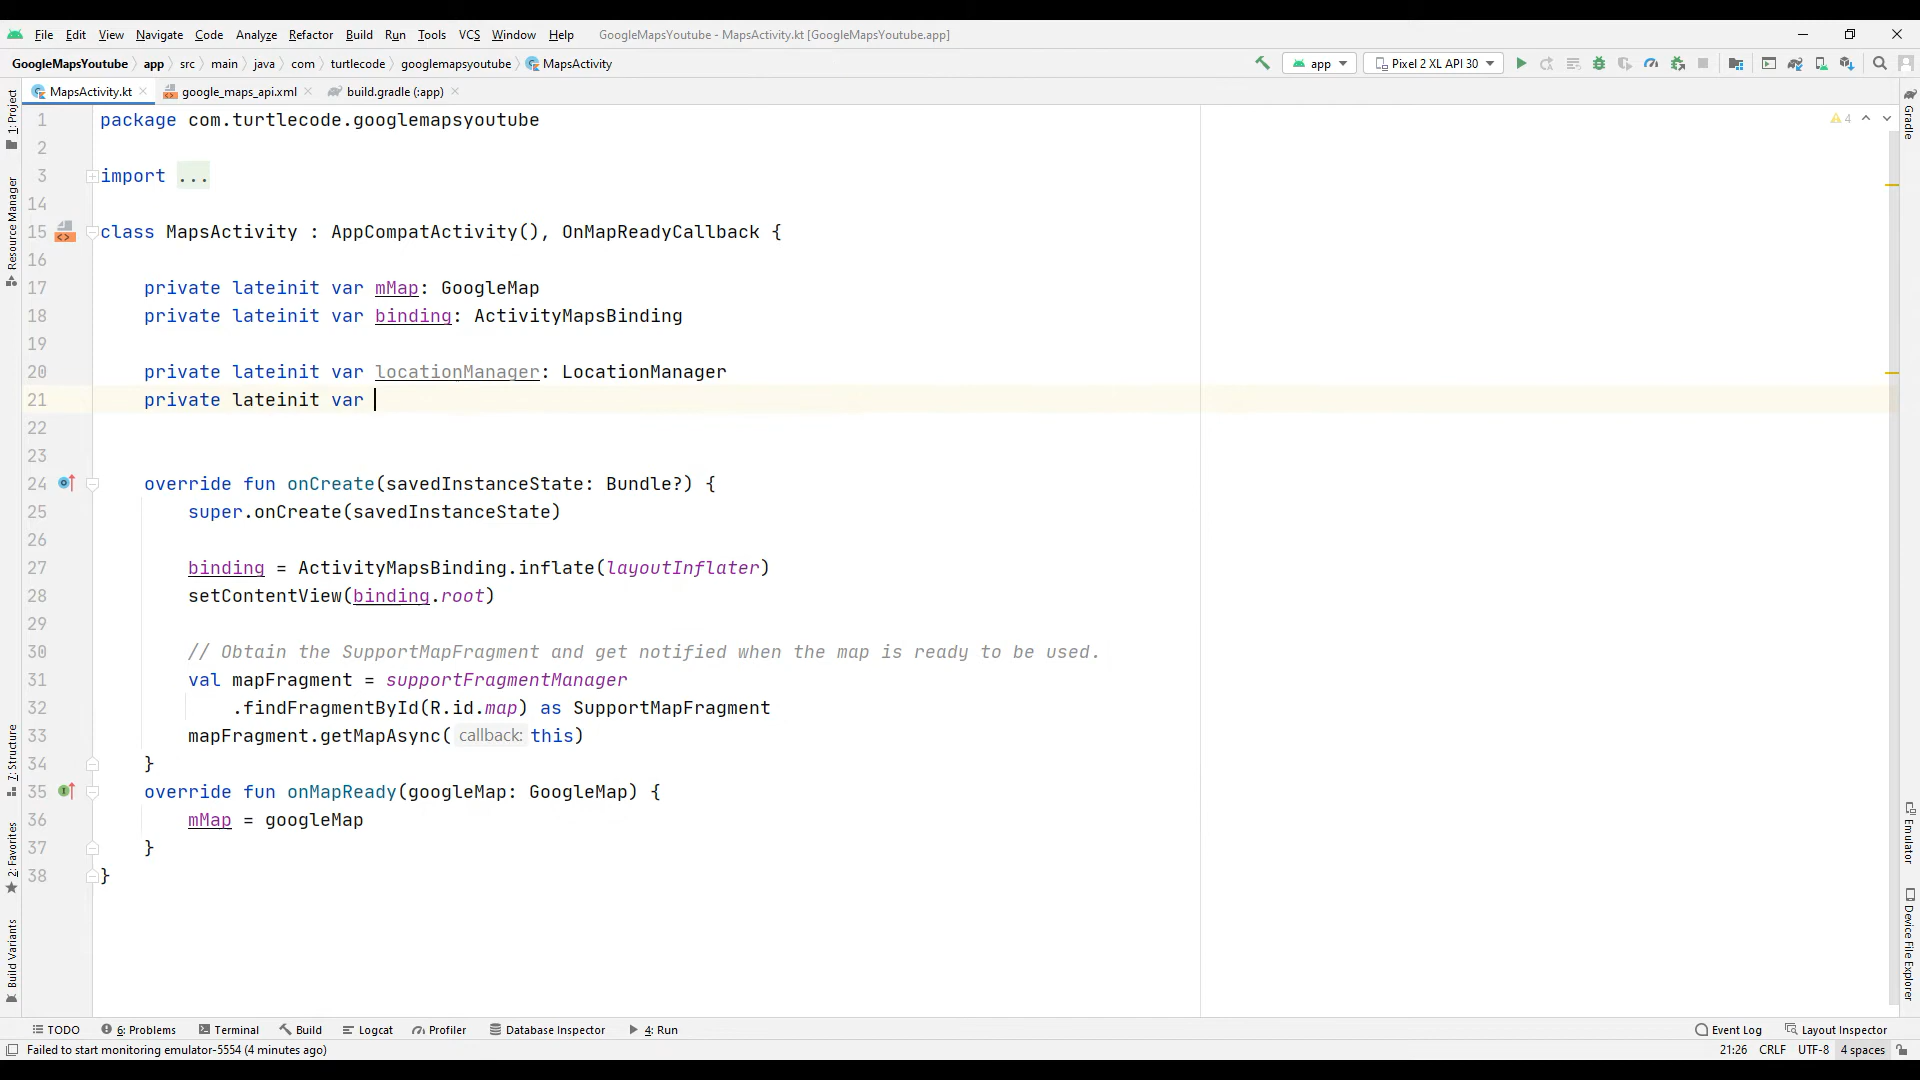 File Edit View Navigate Code Analyze Refactor Build Run Tools VCS Window Help GoogleMapsYoutube - MapsActivity.kt [GoogleMapsYoutube.app]
GoogleMapsYoutube app src main java com turtlecode googlemapsyoutube MapsActivity app Pixel 2 XL API 30
MapsActivity.kt google_maps_api.xml build.gradle (:app)
1 package com.turtlecode.googlemapsyoutube
2
3 import ...
14
15 class MapsActivity : AppCompatActivity(), OnMapReadyCallback {
16
17 private lateinit var mMap: GoogleMap
18 private lateinit var binding: ActivityMapsBinding
19
20 private lateinit var locationManager: LocationManager
21 private lateinit var
22
23
24 override fun onCreate(savedInstanceState: Bundle?) {
25 super.onCreate(savedInstanceState)
26
27 binding = ActivityMapsBinding.inflate(layoutInflater)
28 setContentView(binding.root)
29
30 // Obtain the SupportMapFragment and get notified when the map is ready to be used.
31 val mapFragment = supportFragmentManager
32 .findFragmentById(R.id.map) as SupportMapFragment
33 mapFragment.getMapAsync( callback: this)
34 }
35 override fun onMapReady(googleMap: GoogleMap) {
36 mMap = googleMap
37 }
38 }
4
1: Project
Resource Manager
7: Structure
2: Favorites
Build Variants
Gradle
Emulator
Device File Explorer
TODO 6: Problems Terminal Build Logcat Profiler Database Inspector 4: Run Event Log Layout Inspector
Failed to start monitoring emulator-5554 (4 minutes ago) 21:26 CRLF UTF-8 4 spaces